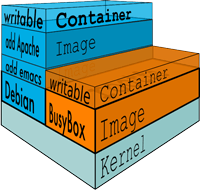 writable Container
add Apache Image
add emacs
Debian
writable Container
BusyBox Image
Kernel